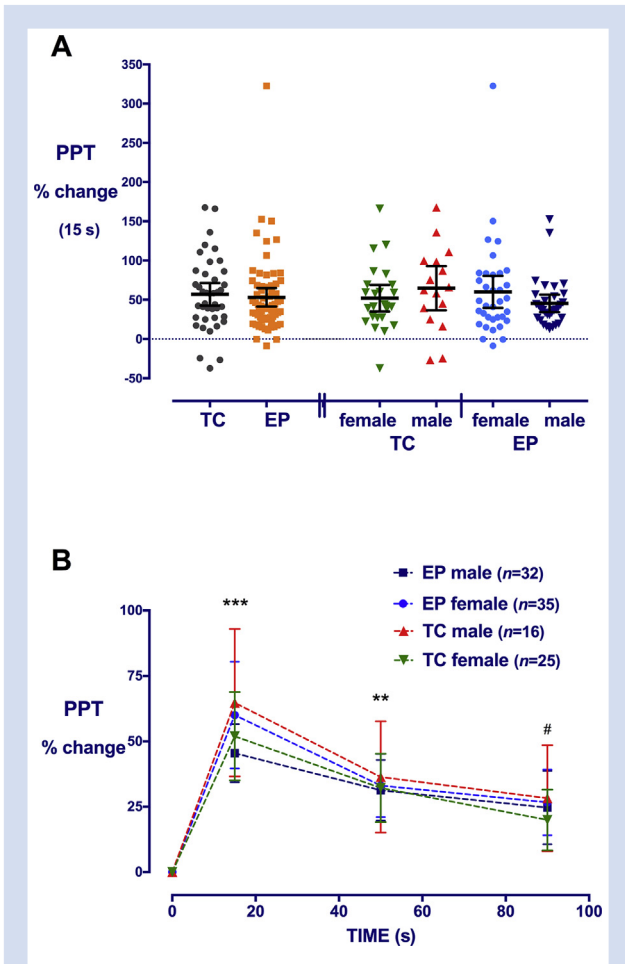 A
350
300
250
200
150
100
50
0
-50
PPT
% change
(15 s)
TC EP female male female male
TC EP
B
EP male (n=32)
EP female (n=35)
TC male (n=16)
TC female (n=25)
100
75
50
25
0
PPT
% change
***
**
#
0 20 40 60 80 100
TIME (s)